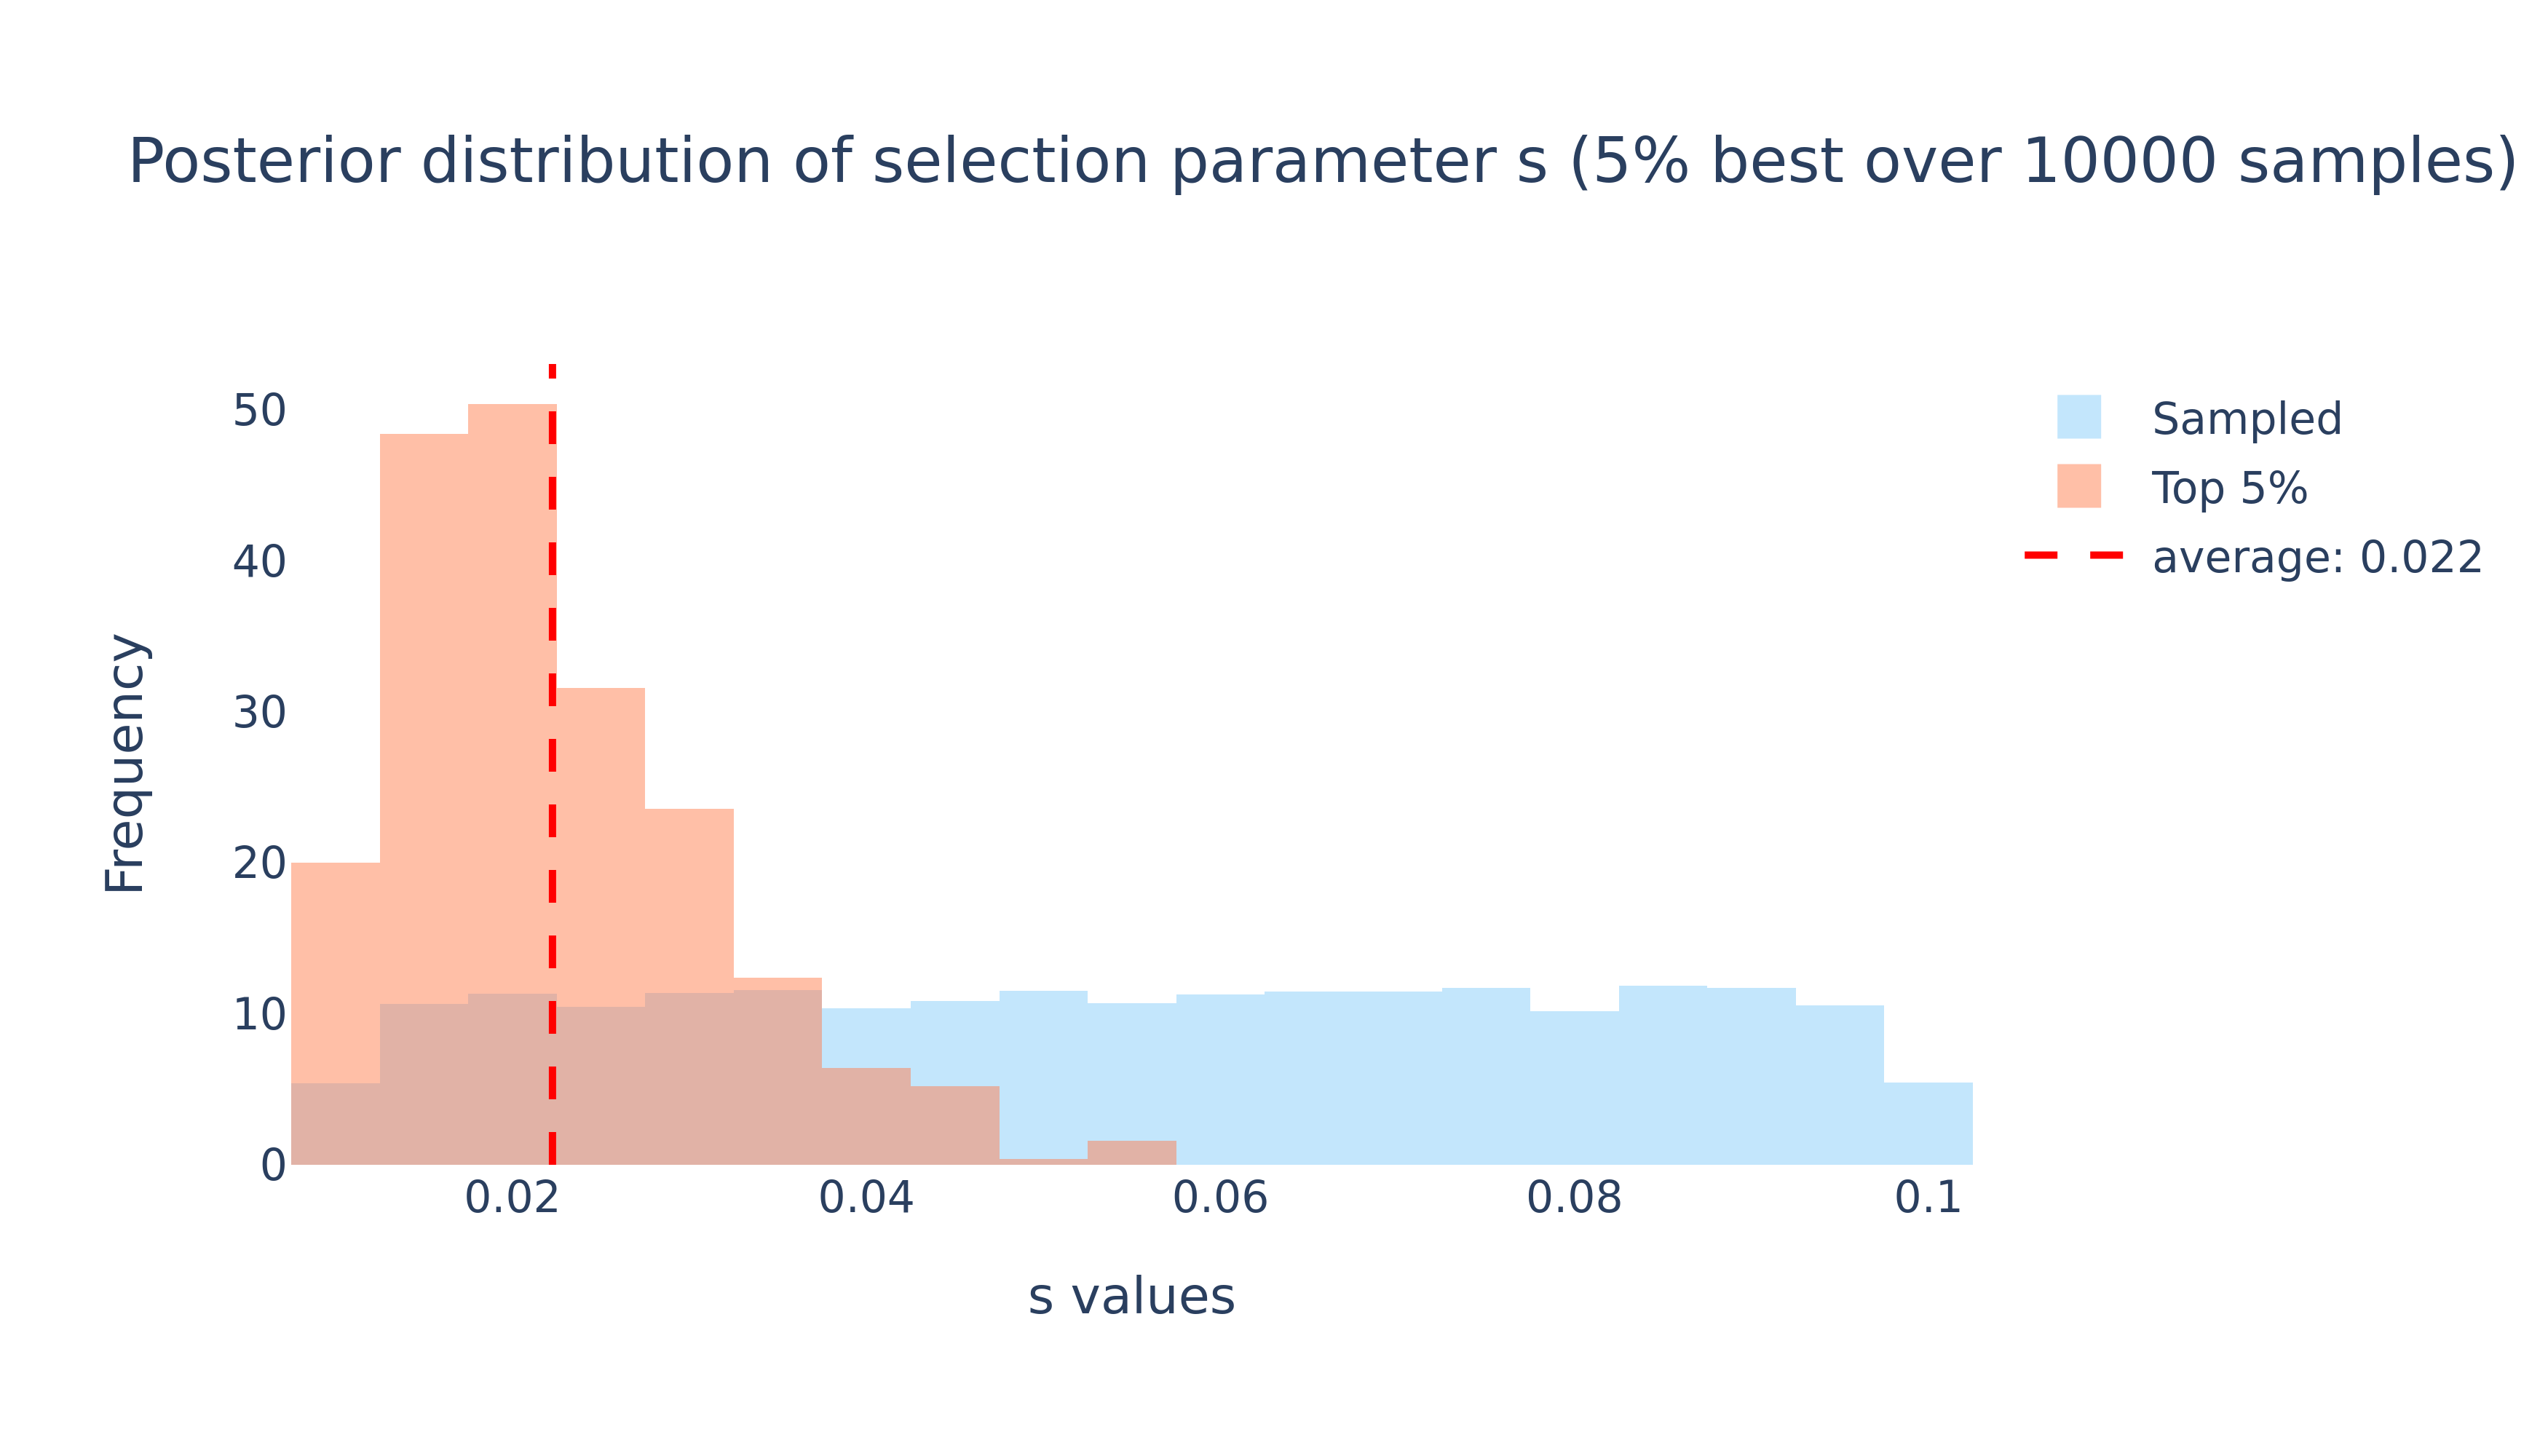 Posterior distribution of selection parameter s (5% best over 10000 samples)
Sampled
Top 5%
average: 0.022
Frequency
50
40
30
20
10
0
0.02
0.04
0.06
0.08
0.1
s values